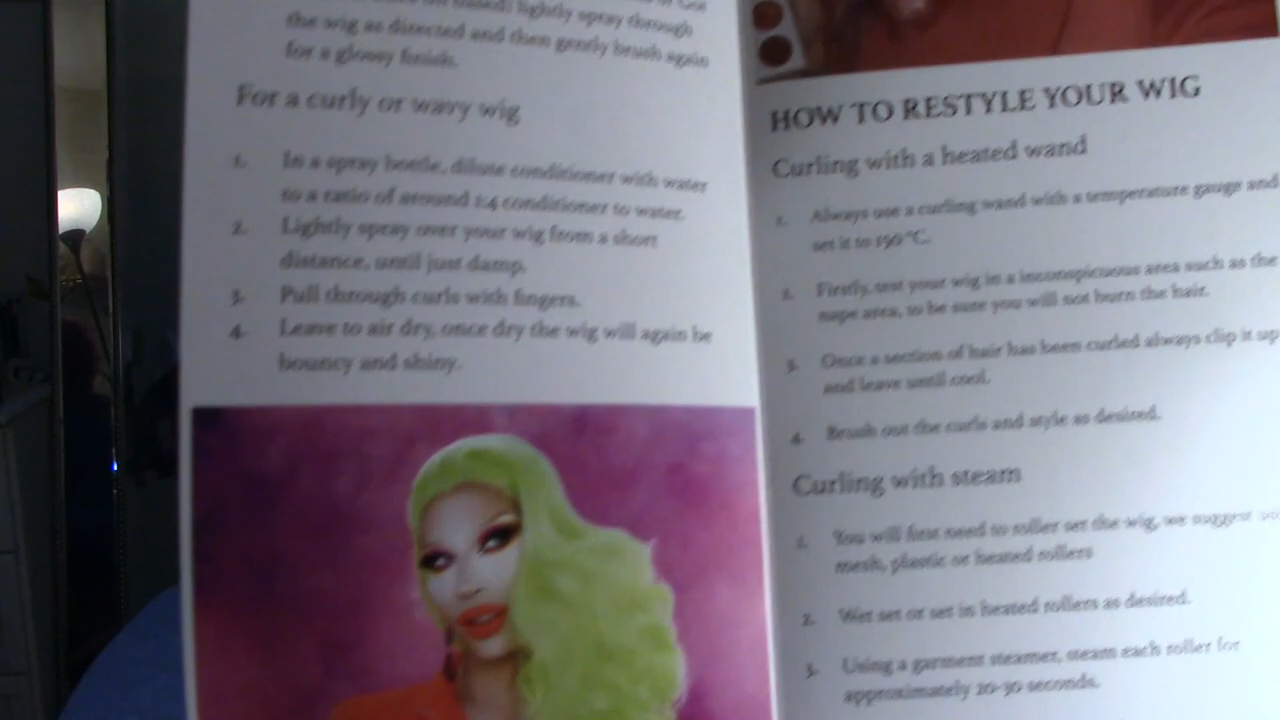 lightly spray through
the wig as directed and then gently brush again
for a glossy finish.
For a curly or wavy wig
1. In a spray bottle, dilute conditioner with water
to a ratio of around 1:4 conditioner to water.
2. Lightly spray over your wig from a short
distance, until just damp.
3. Pull through curls with fingers.
4. Leave to air dry, once dry the wig will again be
bouncy and shiny.
HOW TO RESTYLE YOUR WIG
Curling with a heated wand
1. Always use a curling wand with a temperature gauge and
set it to 190°C.
2. Firstly, test your wig in a inconspicuous area such as the
nape area, to be sure you will not burn the hair.
3. Once a section of hair has been curled always clip it up
and leave until cool.
4. Brush out the curls and style as desired.
Curling with steam
1. You will first need to roller set the wig, we suggest
mesh, plastic or heated rollers
2. Wet set or set in heated rollers as desired.
3. Using a garment steamer, steam each roller for
approximately 20-30 seconds.